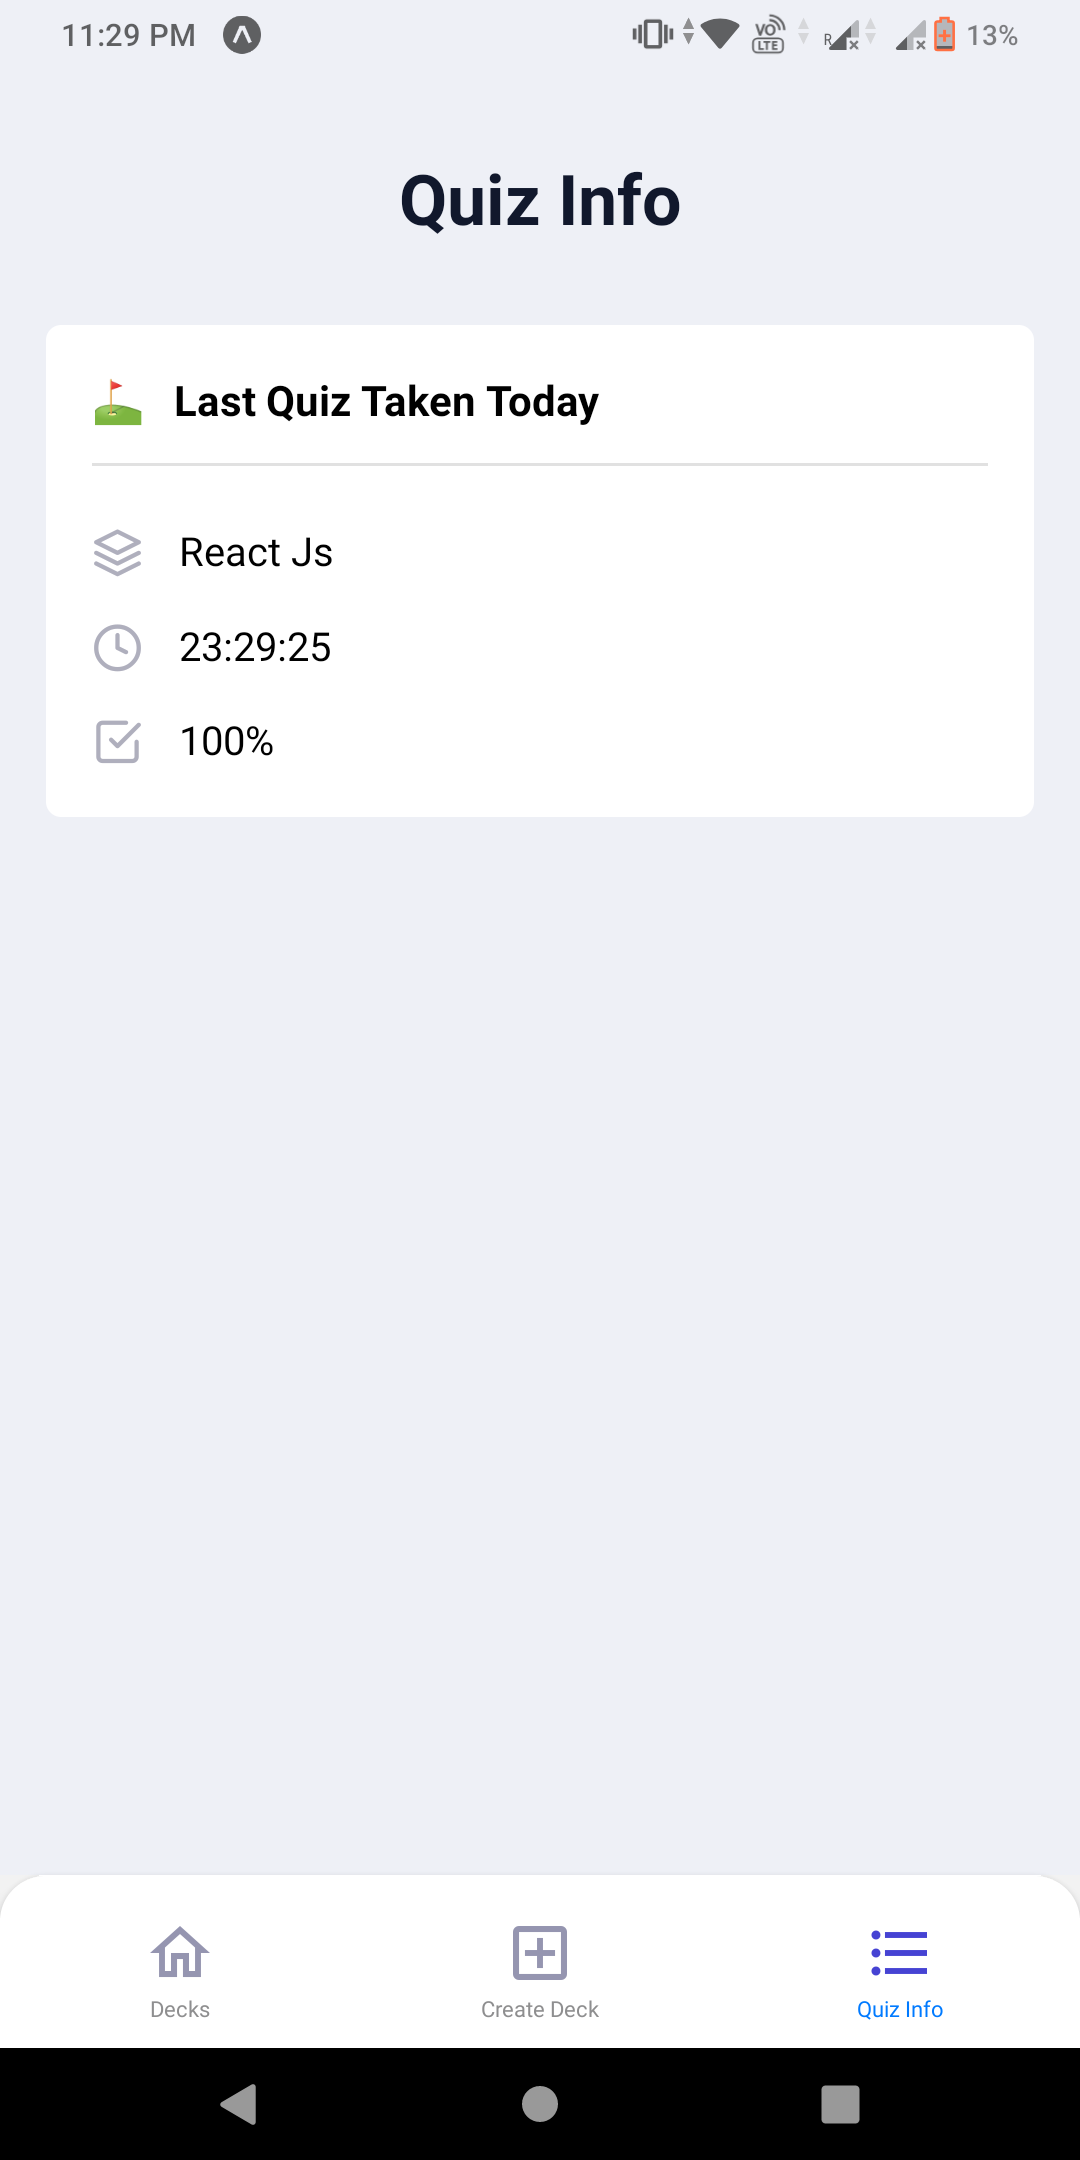 11:29 PM
VO LTE
R
13%
Quiz Info
Last Quiz Taken Today
React Js
23:29:25
100%
Decks
Create Deck
Quiz Info